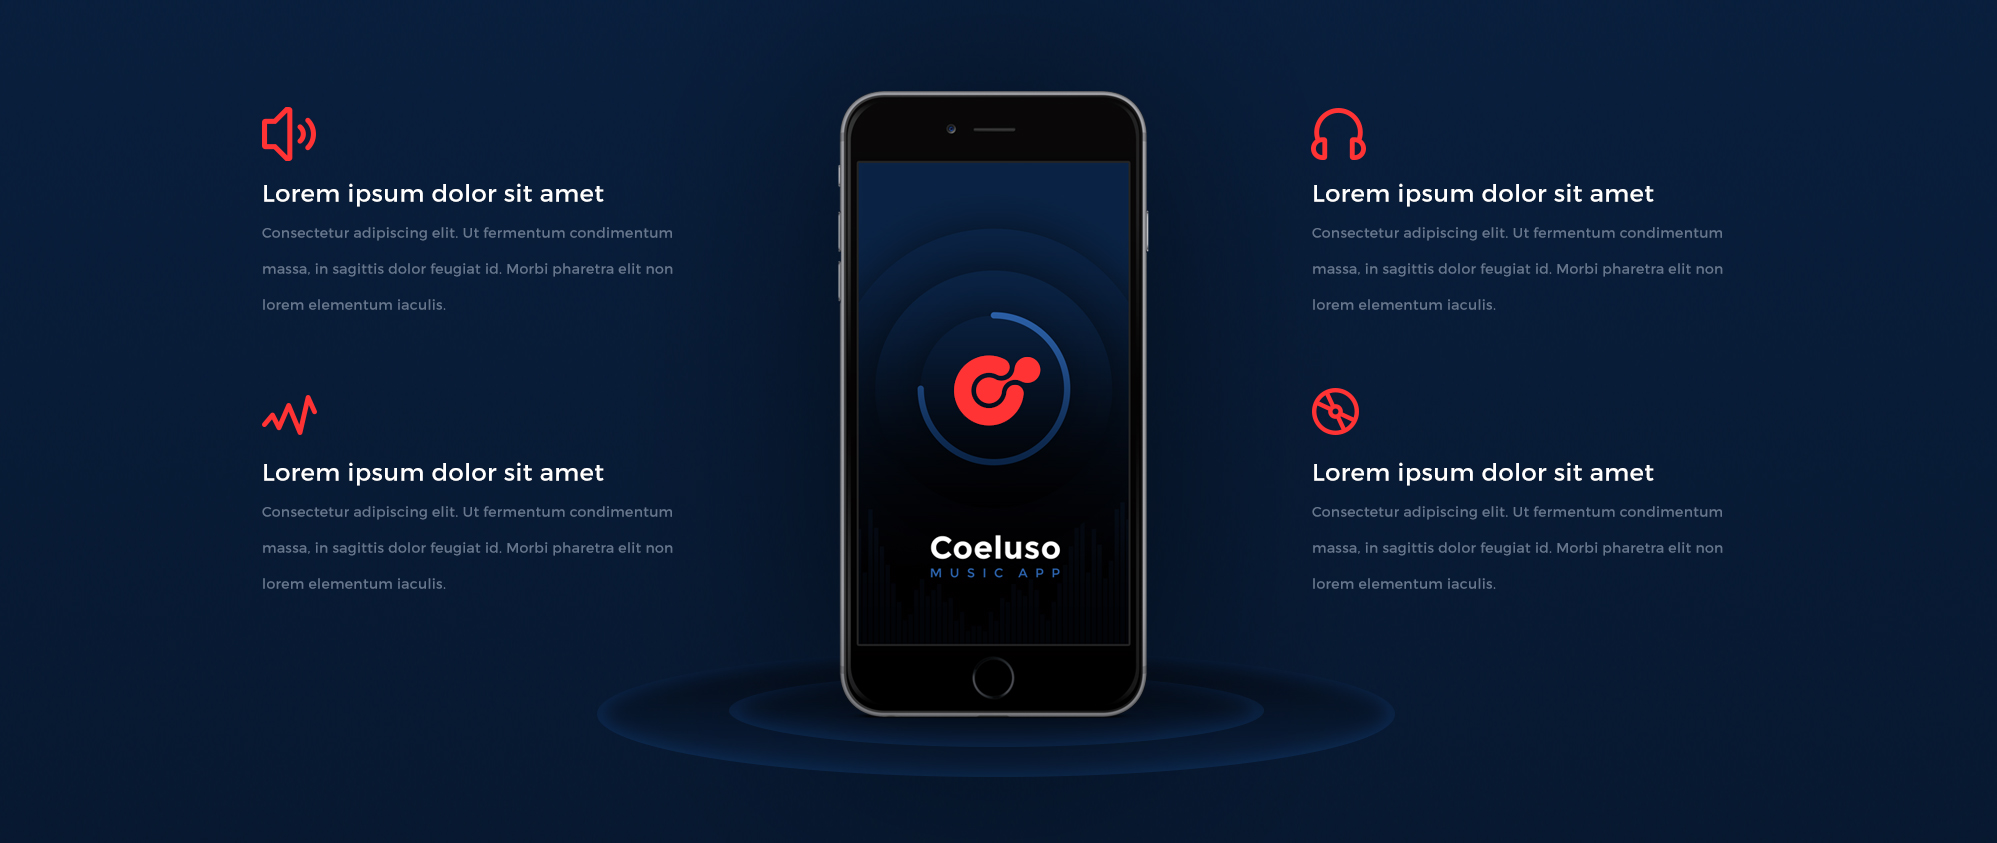 Lorem ipsum dolor sit amet
Consectetur adipiscing elit. Ut fermentum condimentum
massa, in sagittis dolor feugiat id. Morbi pharetra elit non
lorem elementum iaculis.
Lorem ipsum dolor sit amet
Consectetur adipiscing elit. Ut fermentum condimentum
massa, in sagittis dolor feugiat id. Morbi pharetra elit non
lorem elementum iaculis.
Coeluso
MUSIC APP
Lorem ipsum dolor sit amet
Consectetur adipiscing elit. Ut fermentum condimentum
massa, in sagittis dolor feugiat id. Morbi pharetra elit non
lorem elementum iaculis.
Lorem ipsum dolor sit amet
Consectetur adipiscing elit. Ut fermentum condimentum
massa, in sagittis dolor feugiat id. Morbi pharetra elit non
lorem elementum iaculis.